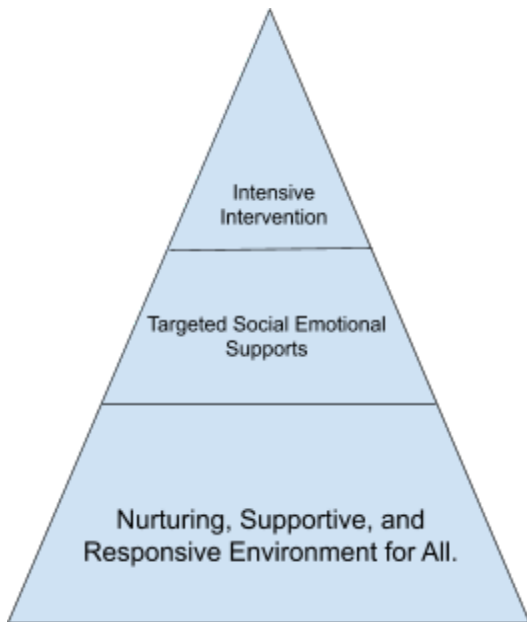 Intensive
Intervention
Targeted Social Emotional
Supports
Nurturing, Supportive, and
Responsive Environment for All.